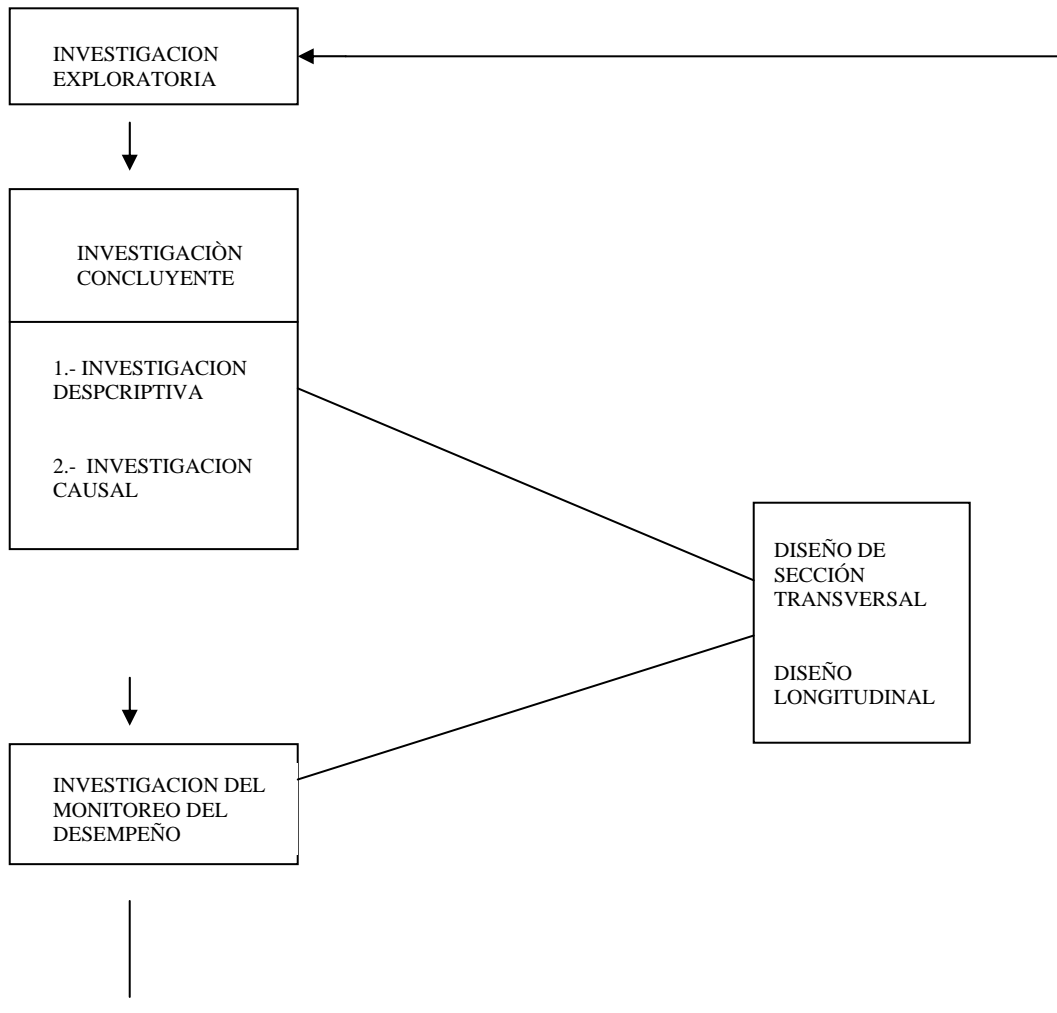 INVESTIGACION
EXPLORATORIA
INVESTIGACIÒN
CONCLUYENTE
1.- INVESTIGACION
DESPCRIPTIVA
2.- INVESTIGACION
CAUSAL
DISEÑO DE
SECCIÓN
TRANSVERSAL
DISEÑO
LONGITUDINAL
INVESTIGACION DEL
MONITOREO DEL
DESEMPEÑO